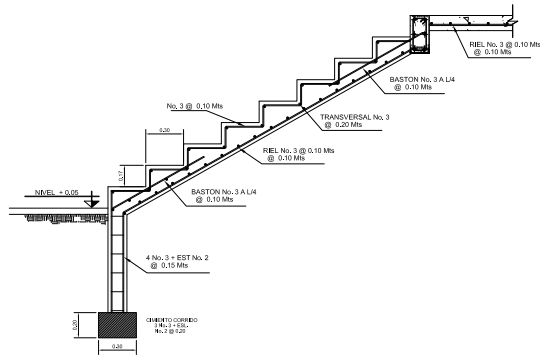 RIEL No. 3 @ 0.10 Mts
@ 0.10 Mts
BASTON No. 3 A L/4
@ 0.10 Mts
No. 3 @ 0.10 Mts
TRANSVERSAL No. 3
@ 0.20 Mts
0.30
RIEL No. 3 @ 0.10 Mts
@ 0.10 Mts
0.17
NIVEL + 0.05
BASTON No. 3 A L/4
@ 0.10 Mts
4 No. 3 + EST No. 2
@ 0.15 Mts
0.20
CIMIENTO CORRIDO
3 No. 3 + ESL.
No. 2 @ 0.20
0.30